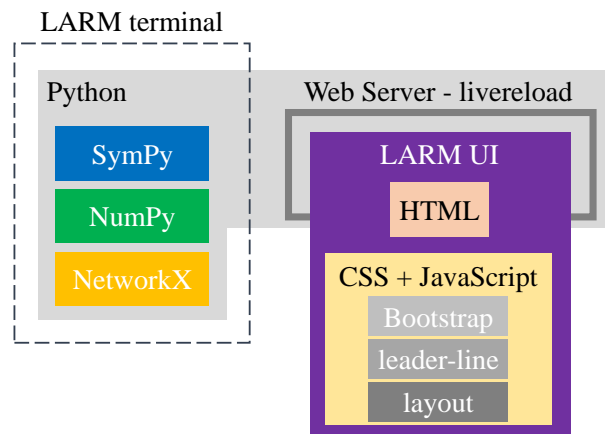 LARM terminal
Python
SymPy
NumPy
NetworkX
Web Server - livereload
LARM UI
HTML
CSS + JavaScript
Bootstrap
leader-line
layout